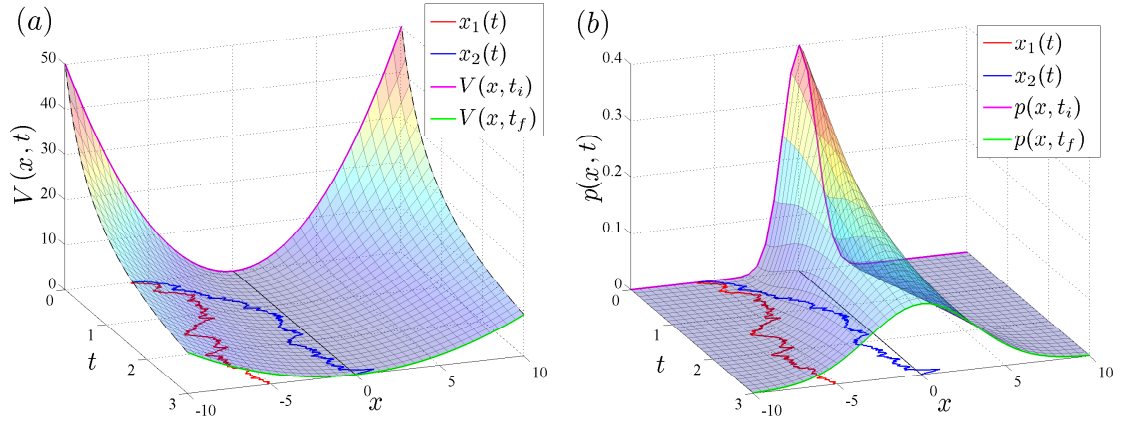 (a)
x₁(t)
x₂(t)
V(x, tᵢ)
V(x, t_f)
V(x, t)
50
40
30
20
10
0
0
1
2
3
t
-10
-5
0
5
10
x
(b)
x₁(t)
x₂(t)
p(x, tᵢ)
p(x, t_f)
p(x, t)
0.4
0.3
0.2
0.1
0
0
1
2
3
t
-10
-5
0
5
10
x